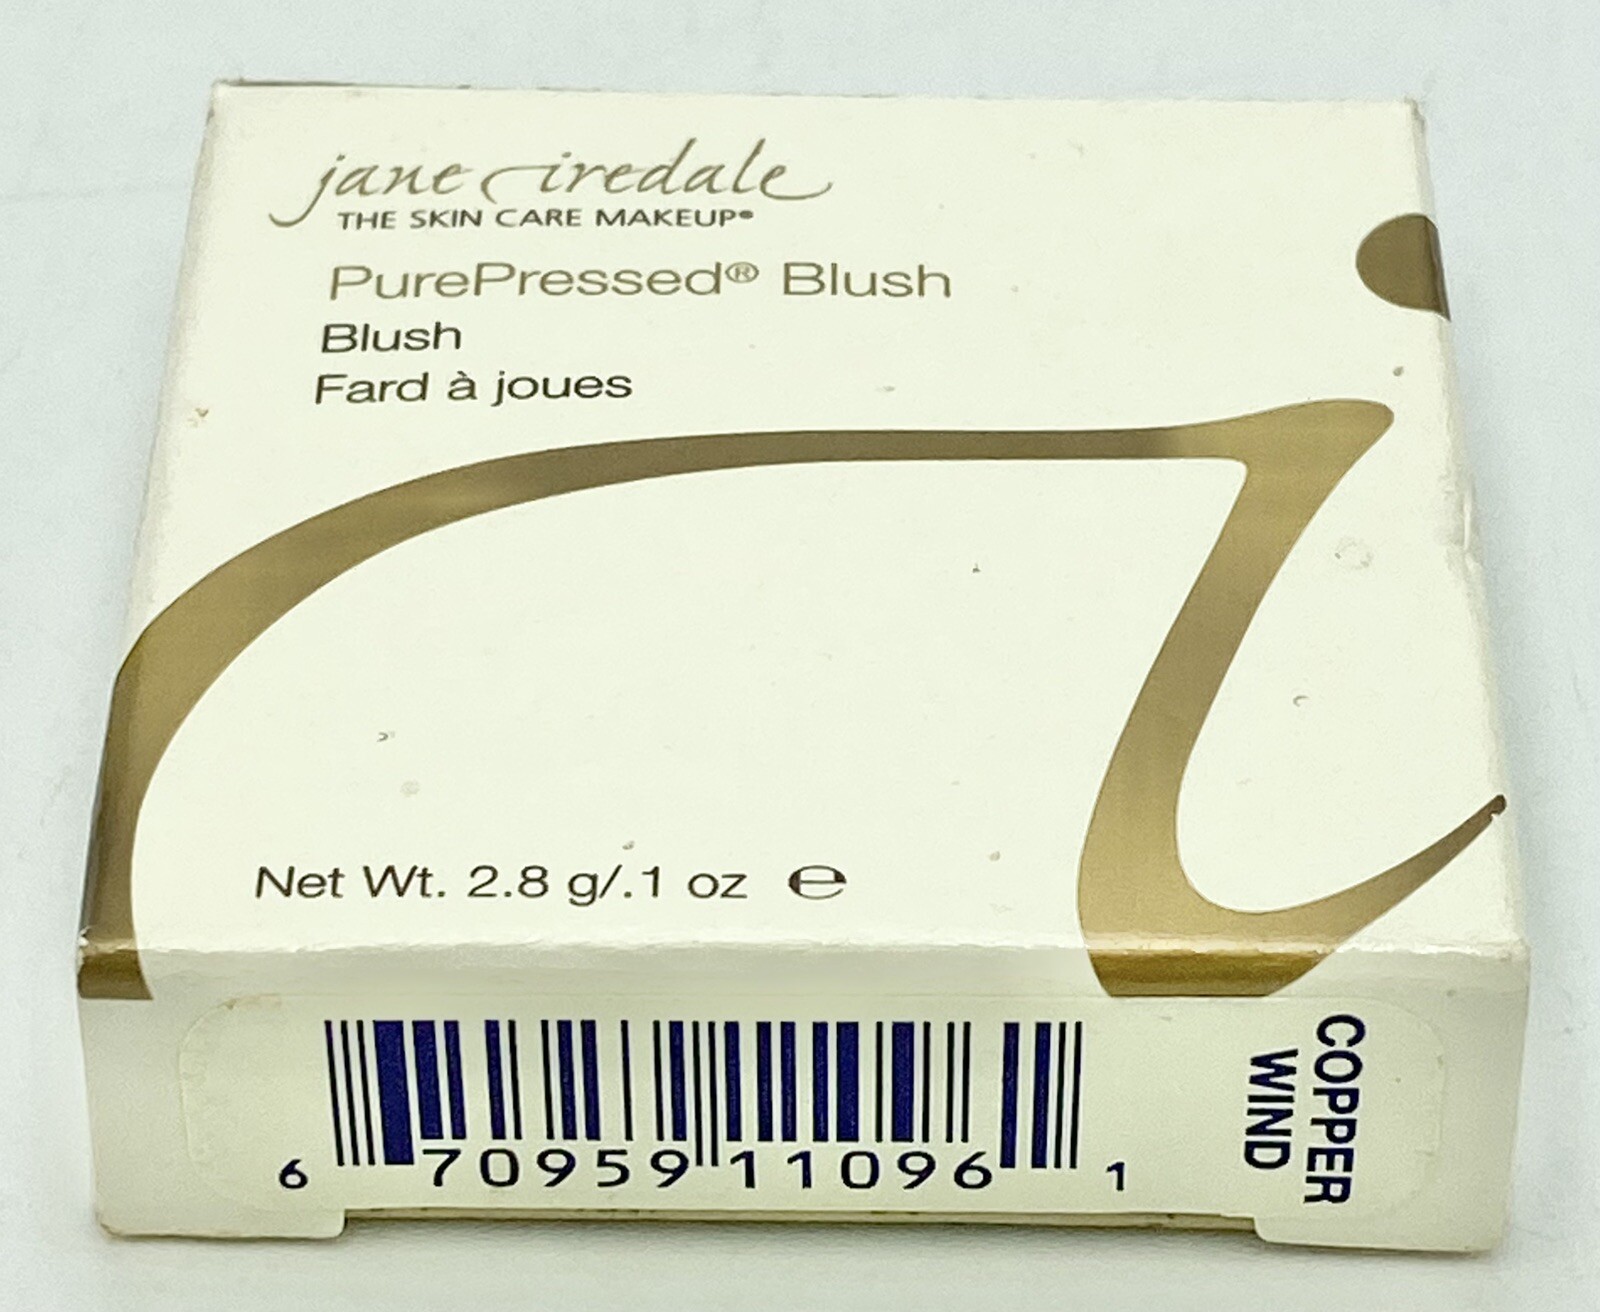 jane iredale
THE SKIN CARE MAKEUP®
PurePressed® Blush
Blush
Fard à joues
Net Wt. 2.8 g/.1 oz ℮
6 70959 11096 1
COPPER
WIND